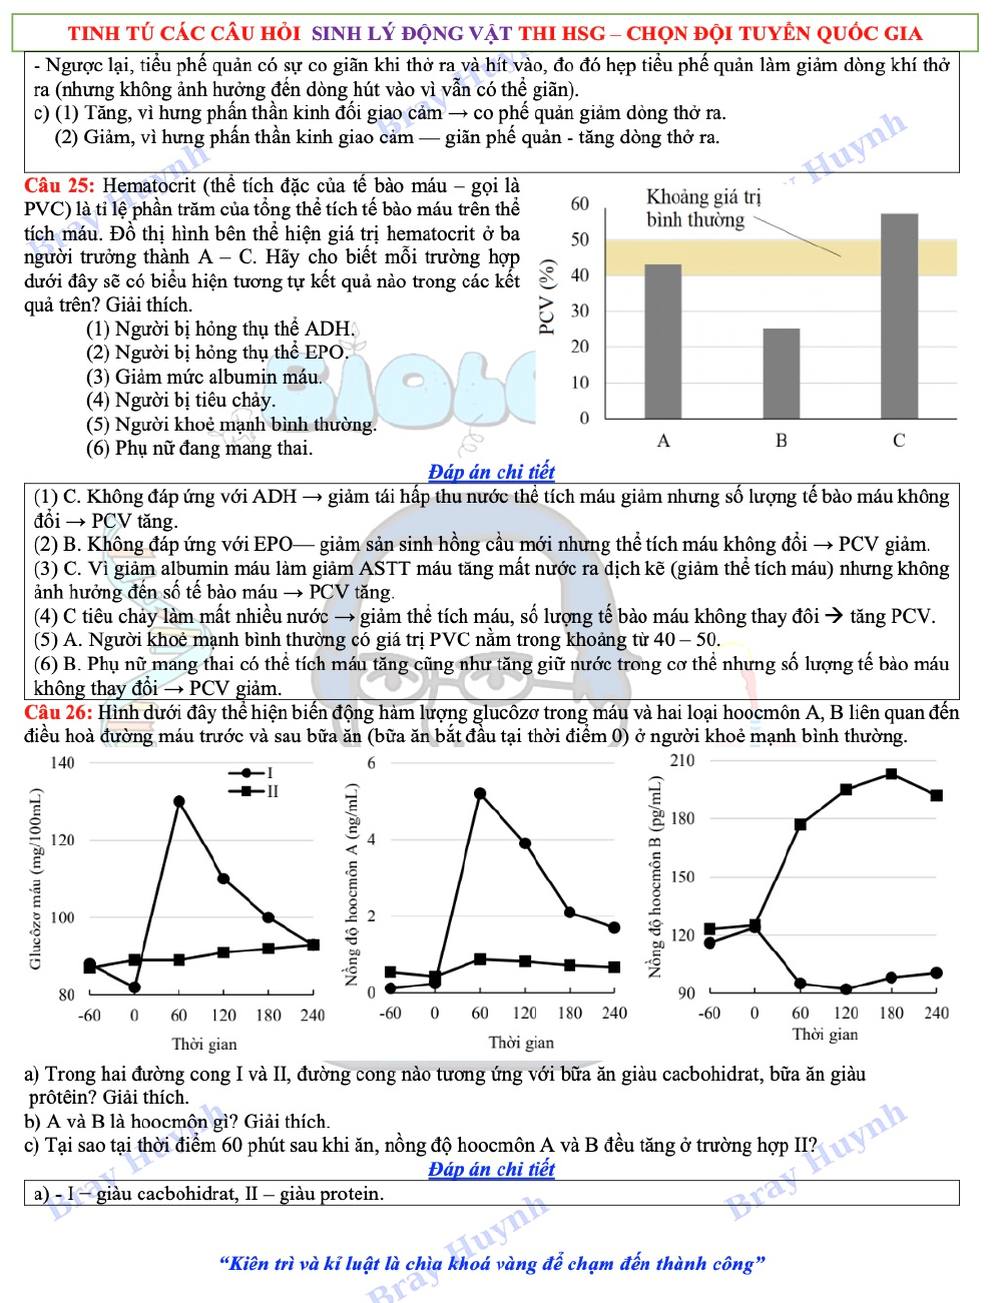 TINH TÚ CÁC CÂU HỎI SINH LÝ ĐỘNG VẬT THI HSG – CHỌN ĐỘI TUYỂN QUỐC GIA
- Ngược lại, tiểu phế quản có sự co giãn khi thở ra và hít vào, đo đó hẹp tiểu phế quản làm giảm dòng khí thở
ra (nhưng không ảnh hưởng đến dòng hút vào vì vẫn có thể giãn).
c) (1) Tăng, vì hưng phấn thần kinh đối giao cảm → co phế quản giảm dòng thở ra.
(2) Giảm, vì hưng phấn thần kinh giao cảm — giãn phế quản - tăng dòng thở ra.
Câu 25: Hematocrit (thể tích đặc của tế bào máu – gọi là
PVC) là tỉ lệ phần trăm của tổng thể tích tế bào máu trên thể
tích máu. Đồ thị hình bên thể hiện giá trị hematocrit ở ba
người trưởng thành A – C. Hãy cho biết mỗi trường hợp
dưới đây sẽ có biểu hiện tương tự kết quả nào trong các kết
quả trên? Giải thích.
(1) Người bị hỏng thụ thể ADH.
(2) Người bị hỏng thụ thể EPO.
(3) Giảm mức albumin máu.
(4) Người bị tiêu chảy.
(5) Người khoẻ mạnh bình thường.
(6) Phụ nữ đang mang thai.
Khoảng giá trị
bình thường
PCV (%)
60
50
40
30
20
10
0
A B C
Đáp án chi tiết
(1) C. Không đáp ứng với ADH → giảm tái hấp thu nước thể tích máu giảm nhưng số lượng tế bào máu không
đổi → PCV tăng.
(2) B. Không đáp ứng với EPO— giảm sản sinh hồng cầu mới nhưng thể tích máu không đổi → PCV giảm.
(3) C. Vì giảm albumin máu làm giảm ASTT máu tăng mất nước ra dịch kẽ (giảm thể tích máu) nhưng không
ảnh hưởng đến số tế bào máu → PCV tăng.
(4) C tiêu chảy làm mất nhiều nước → giảm thể tích máu, số lượng tế bào máu không thay đôi → tăng PCV.
(5) A. Người khoẻ mạnh bình thường có giá trị PVC nằm trong khoảng từ 40 – 50.
(6) B. Phụ nữ mang thai có thể tích máu tăng cũng như tăng giữ nước trong cơ thể nhưng số lượng tế bào máu
không thay đổi → PCV giảm.
Câu 26: Hình dưới đây thể hiện biến động hàm lượng glucôzơ trong máu và hai loại hoocmôn A, B liên quan đến
điều hoà đường máu trước và sau bữa ăn (bữa ăn bắt đầu tại thời điểm 0) ở người khoẻ mạnh bình thường.
Glucôzơ máu (mg/100mL)
140
120
100
80
I
II
-60 0 60 120 180 240
Thời gian
Nồng độ hoocmôn A (ng/mL)
6
4
2
0
-60 0 60 120 180 240
Thời gian
Nồng độ hoocmôn B (pg/mL)
210
180
150
120
90
-60 0 60 120 180 240
Thời gian
a) Trong hai đường cong I và II, đường cong nào tương ứng với bữa ăn giàu cacbohidrat, bữa ăn giàu
prôtêin? Giải thích.
b) A và B là hoocmôn gì? Giải thích.
c) Tại sao tại thời điểm 60 phút sau khi ăn, nồng độ hoocmôn A và B đều tăng ở trường hợp II?
Đáp án chi tiết
a) - I – giàu cacbohidrat, II – giàu protein.
“Kiên trì và kỉ luật là chìa khoá vàng để chạm đến thành công”
Bray Huynh
Bray Huynh
Huynh
Bray Huynh
Bray Huynh
Bray Huynh